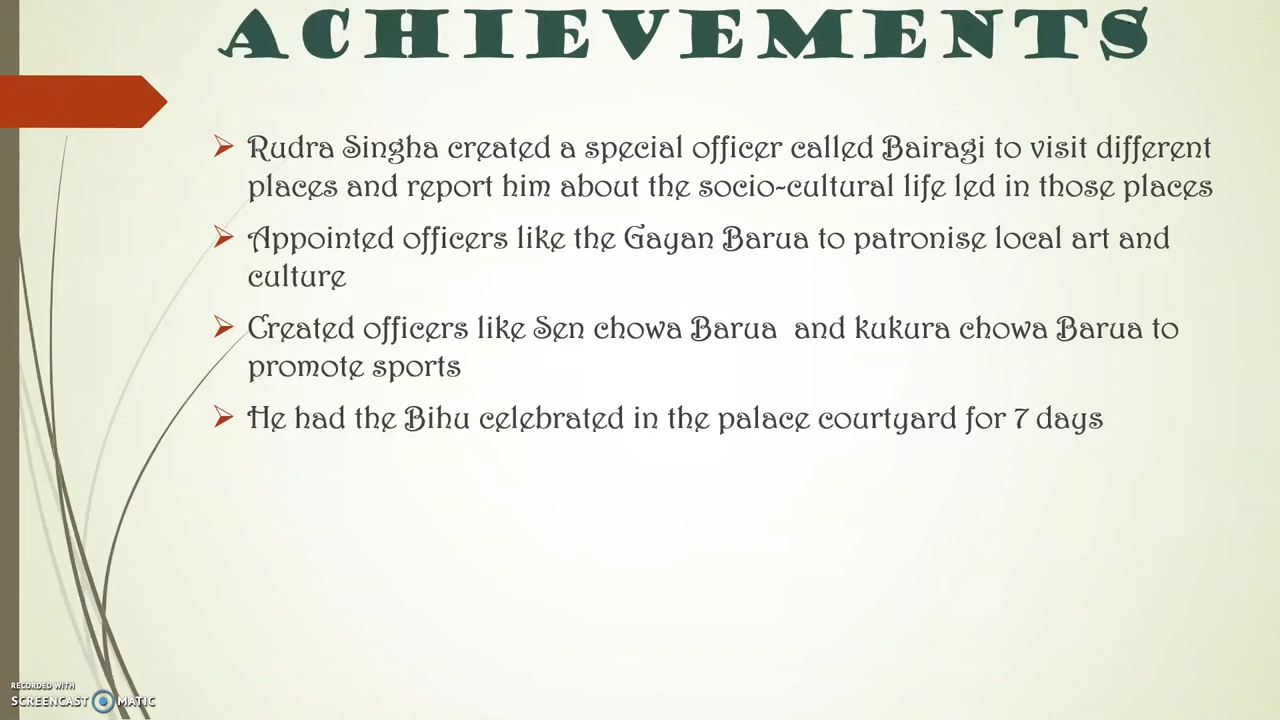 ACHIEVEMENTS
Rudra Singha created a special officer called Bairagi to visit different
places and report him about the socio-cultural life led in those places
Appointed officers like the Gayan Barua to patronise local art and
culture
Created officers like Sen chowa Barua and kukura chowa Barua to
promote sports
He had the Bihu celebrated in the palace courtyard for 7 days
RECORDED WITH
SCREENCAST MATIC